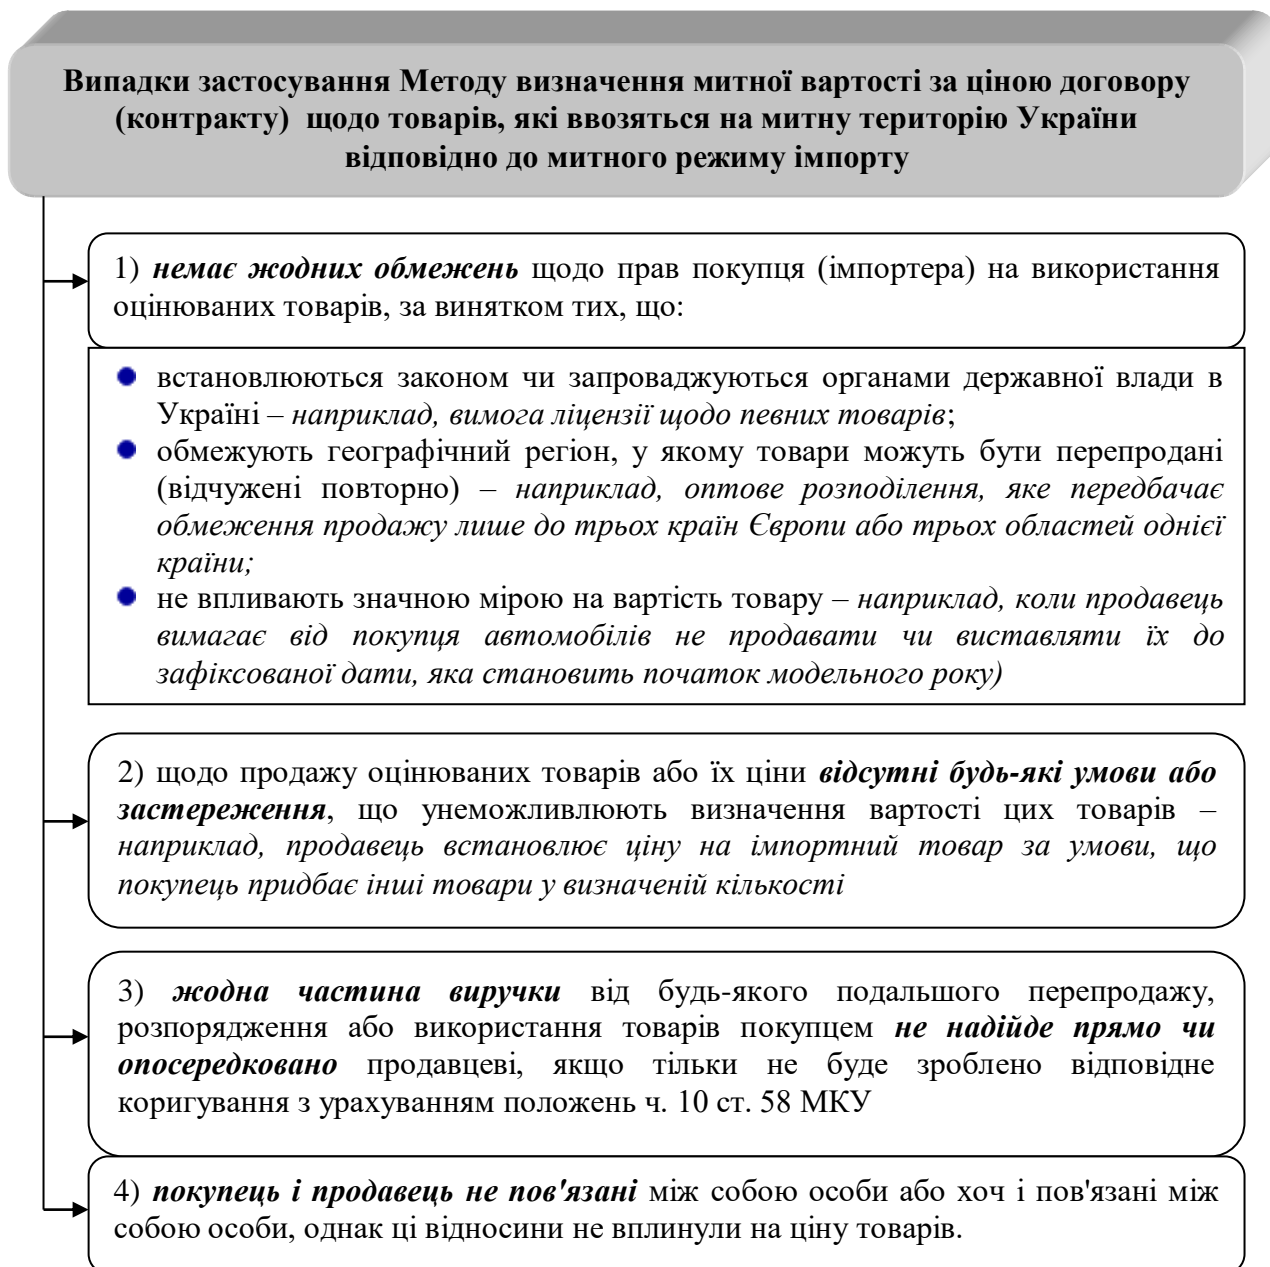 Випадки застосування Методу визначення митної вартості за ціною договору
(контракту) щодо товарів, які ввозяться на митну територію України
відповідно до митного режиму імпорту
1) немає жодних обмежень щодо прав покупця (імпортера) на використання
оцінюваних товарів, за винятком тих, що:
встановлюються законом чи запроваджуються органами державної влади в
Україні – наприклад, вимога ліцензії щодо певних товарів;
обмежують географічний регіон, у якому товари можуть бути перепродані
(відчужені повторно) – наприклад, оптове розподілення, яке передбачає
обмеження продажу лише до трьох країн Європи або трьох областей однієї
країни;
не впливають значною мірою на вартість товару – наприклад, коли продавець
вимагає від покупця автомобілів не продавати чи виставляти їх до
зафіксованої дати, яка становить початок модельного року)
2) щодо продажу оцінюваних товарів або їх ціни відсутні будь-які умови або
застереження, що унеможливлюють визначення вартості цих товарів –
наприклад, продавець встановлює ціну на імпортний товар за умови, що
покупець придбає інші товари у визначеній кількості
3) жодна частина виручки від будь-якого подальшого перепродажу,
розпорядження або використання товарів покупцем не надійде прямо чи
опосередковано продавцеві, якщо тільки не буде зроблено відповідне
коригування з урахуванням положень ч. 10 ст. 58 МКУ
4) покупець і продавець не пов'язані між собою особи або хоч і пов'язані між
собою особи, однак ці відносини не вплинули на ціну товарів.